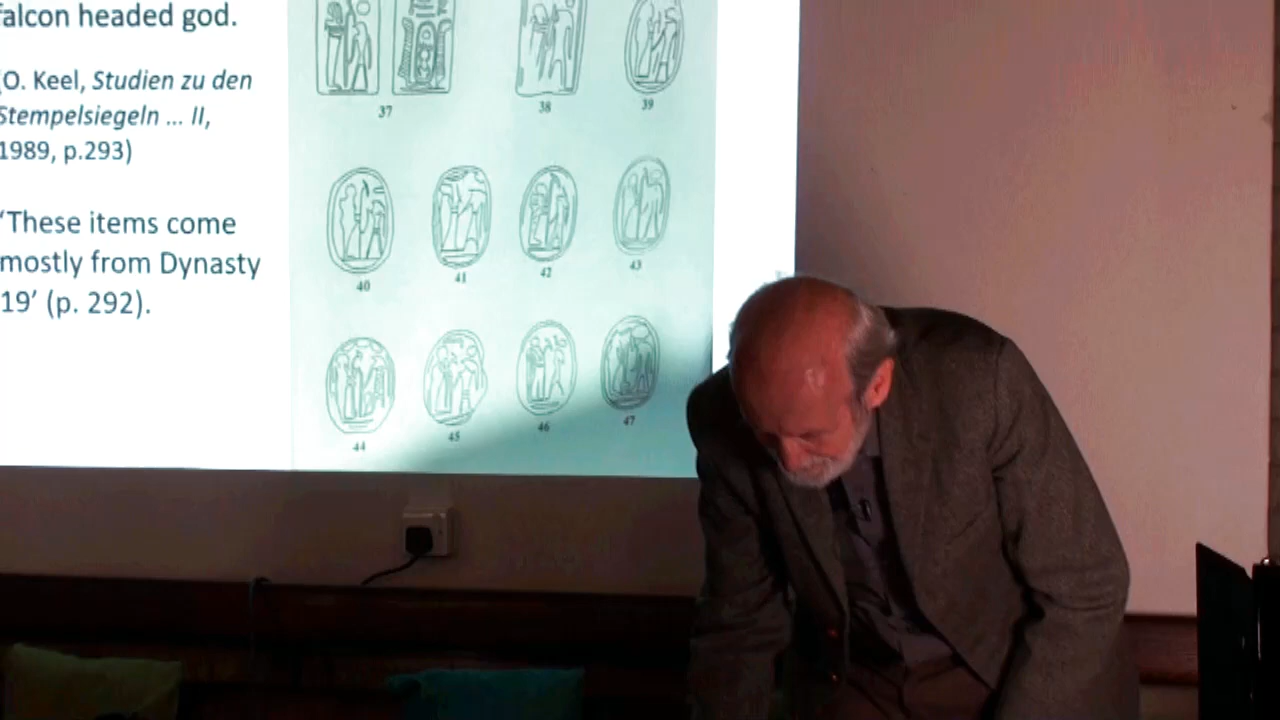 falcon headed god.
(O. Keel, Studien zu den
Stempelsiegeln ... II,
1989, p.293)
'These items come
mostly from Dynasty
19' (p. 292).
37 38 39
40 41 42 43
44 45 46 47